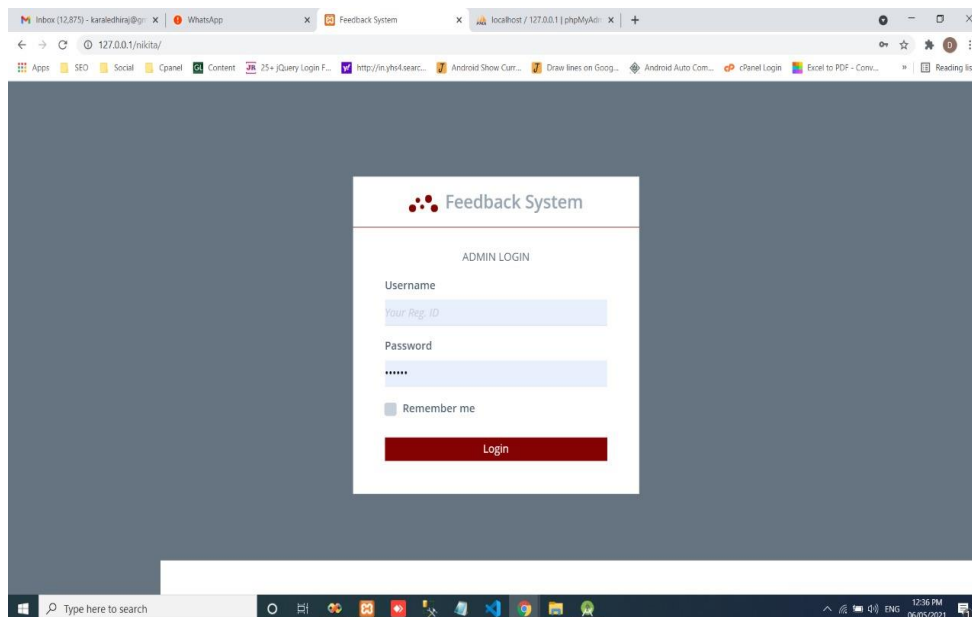 Inbox (12,875) - karaledhiraj@gm
WhatsApp
Feedback System
localhost / 127.0.0.1 | phpMyAdm
127.0.0.1/nikita/
Apps
SEO
Social
Cpanel
Content
25+ jQuery Login F...
http://in.yhs4.searc...
Android Show Curr...
Draw lines on Goog...
Android Auto Com...
cPanel Login
Excel to PDF - Conv...
»
Reading lis
Feedback System
ADMIN LOGIN
Username
Your Reg. ID
Password
••••••
Remember me
Login
Type here to search
ENG
12:36 PM
06/05/2021